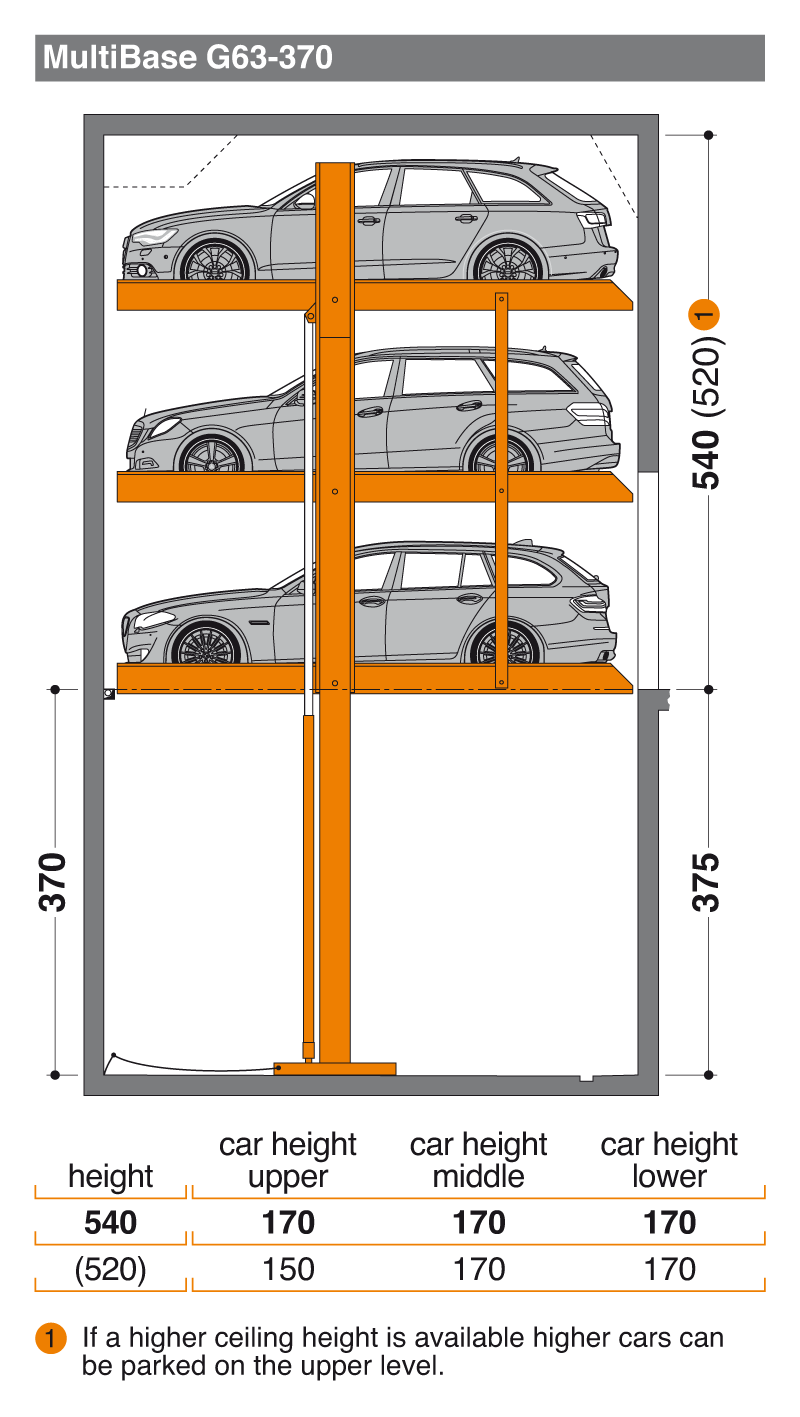 MultiBase G63-370
540 (520) 1
370
375
height car height upper car height middle car height lower
540 170 170 170
(520) 150 170 170
1 If a higher ceiling height is available higher cars can
be parked on the upper level.